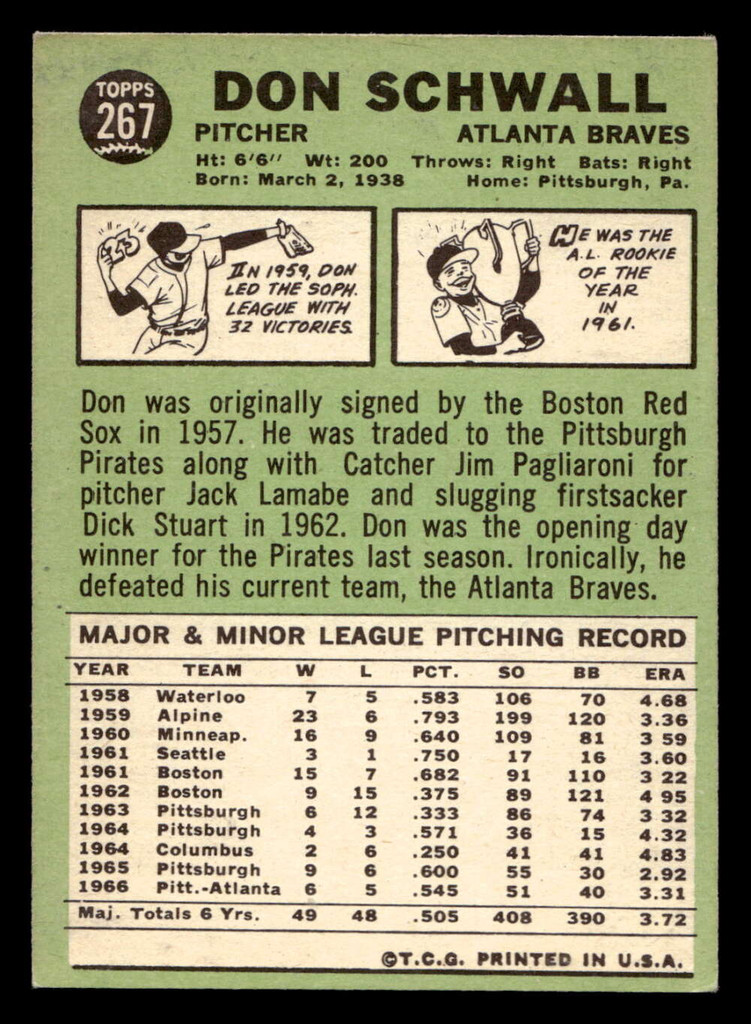 TOPPS
267
DON SCHWALL
PITCHER ATLANTA BRAVES
Ht: 6'6" Wt: 200 Throws: Right Bats: Right
Born: March 2, 1938 Home: Pittsburgh, Pa.
23
IN 1959, DON
LED THE SOPH.
LEAGUE WITH
32 VICTORIES.
HE WAS THE
A.L. ROOKIE
OF THE
YEAR
IN
1961.
Don was originally signed by the Boston Red
Sox in 1957. He was traded to the Pittsburgh
Pirates along with Catcher Jim Pagliaroni for
pitcher Jack Lamabe and slugging firstsacker
Dick Stuart in 1962. Don was the opening day
winner for the Pirates last season. Ironically, he
defeated his current team, the Atlanta Braves.
MAJOR & MINOR LEAGUE PITCHING RECORD
YEAR TEAM W L PCT. SO BB ERA
1958 Waterloo 7 5 .583 106 70 4.68
1959 Alpine 23 6 .793 199 120 3.36
1960 Minneap. 16 9 .640 109 81 3 59
1961 Seattle 3 1 .750 17 16 3.60
1961 Boston 15 7 .682 91 110 3 22
1962 Boston 9 15 .375 89 121 4 95
1963 Pittsburgh 6 12 .333 86 74 3 32
1964 Pittsburgh 4 3 .571 36 15 4.32
1964 Columbus 2 6 .250 41 41 4.83
1965 Pittsburgh 9 6 .600 55 30 2.92
1966 Pitt.-Atlanta 6 5 .545 51 40 3.31
Maj. Totals 6 Yrs. 49 48 .505 408 390 3.72
©T.C.G. PRINTED IN U.S.A.